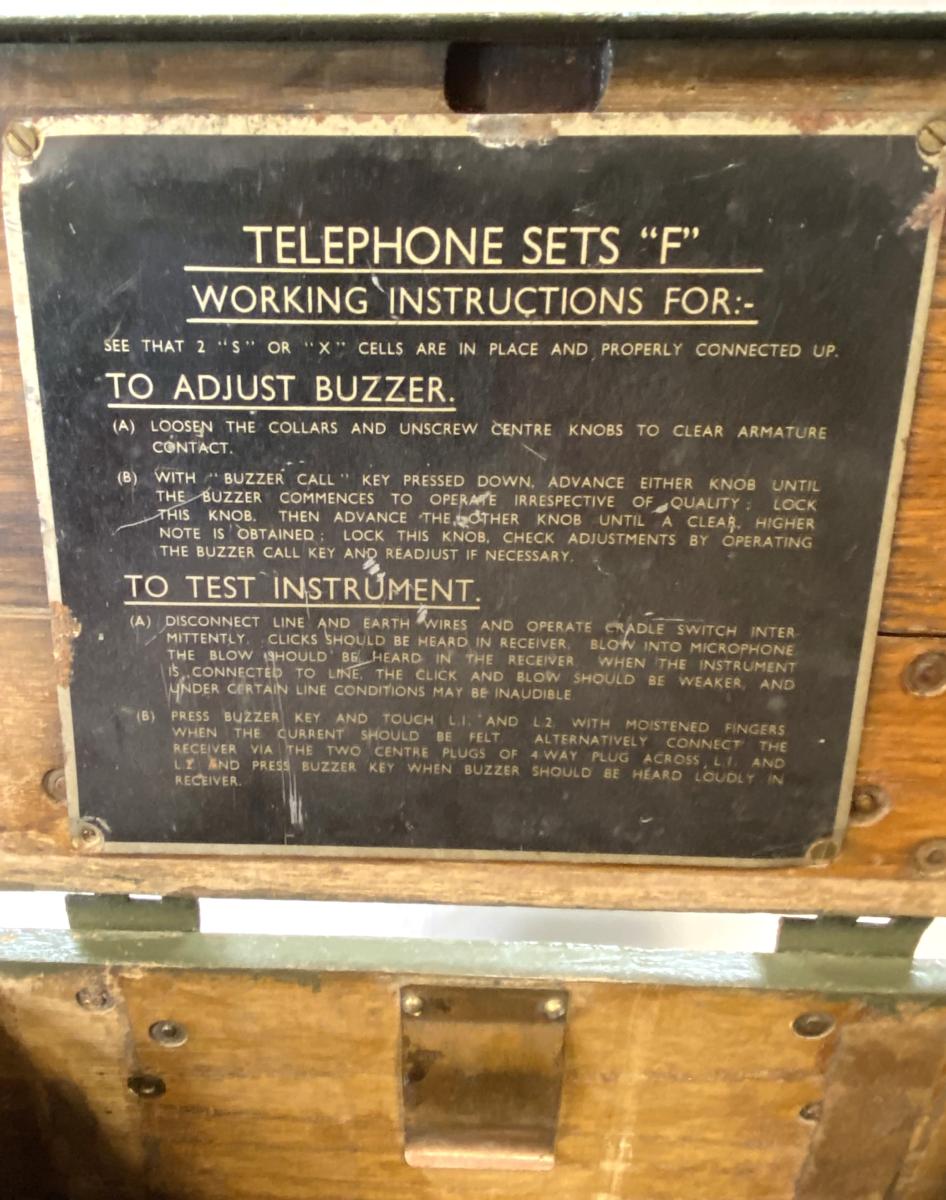 TELEPHONE SETS “F”
WORKING INSTRUCTIONS FOR:-
SEE THAT 2 “S” OR “X” CELLS ARE IN PLACE AND PROPERLY CONNECTED UP.
TO ADJUST BUZZER.
(A) LOOSEN THE COLLARS AND UNSCREW CENTRE KNOBS TO CLEAR ARMATURE
CONTACT.
(B) WITH “BUZZER CALL” KEY PRESSED DOWN, ADVANCE EITHER KNOB UNTIL
THE BUZZER COMMENCES TO OPERATE IRRESPECTIVE OF QUALITY; LOCK
THIS KNOB. THEN ADVANCE THE OTHER KNOB UNTIL A CLEAR, HIGHER
NOTE IS OBTAINED; LOCK THIS KNOB, CHECK ADJUSTMENTS BY OPERATING
THE BUZZER CALL KEY AND READJUST IF NECESSARY.
TO TEST INSTRUMENT.
(A) DISCONNECT LINE AND EARTH WIRES AND OPERATE CRADLE SWITCH INTER
MITTENTLY. CLICKS SHOULD BE HEARD IN RECEIVER. BLOW INTO MICROPHONE.
THE BLOW SHOULD BE HEARD IN THE RECEIVER. WHEN THE INSTRUMENT
IS CONNECTED TO LINE, THE CLICK AND BLOW SHOULD BE WEAKER, AND
UNDER CERTAIN LINE CONDITIONS MAY BE INAUDIBLE
(B) PRESS BUZZER KEY AND TOUCH L.1. AND L.2. WITH MOISTENED FINGERS
WHEN THE CURRENT SHOULD BE FELT. ALTERNATIVELY CONNECT THE
RECEIVER VIA THE TWO CENTRE PLUGS OF 4-WAY PLUG ACROSS L.1. AND
L.2. AND PRESS BUZZER KEY WHEN BUZZER SHOULD BE HEARD LOUDLY IN
RECEIVER.